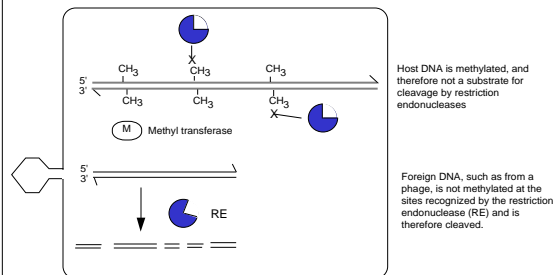 X
CH3 CH3 CH3
5'
3'
CH3 CH3 CH3
X
M Methyl transferase
Host DNA is methylated, and
therefore not a substrate for
cleavage by restriction
endonucleases
5'
3'
RE
Foreign DNA, such as from a
phage, is not methylated at the
sites recognized by the restriction
endonuclease (RE) and is
therefore cleaved.